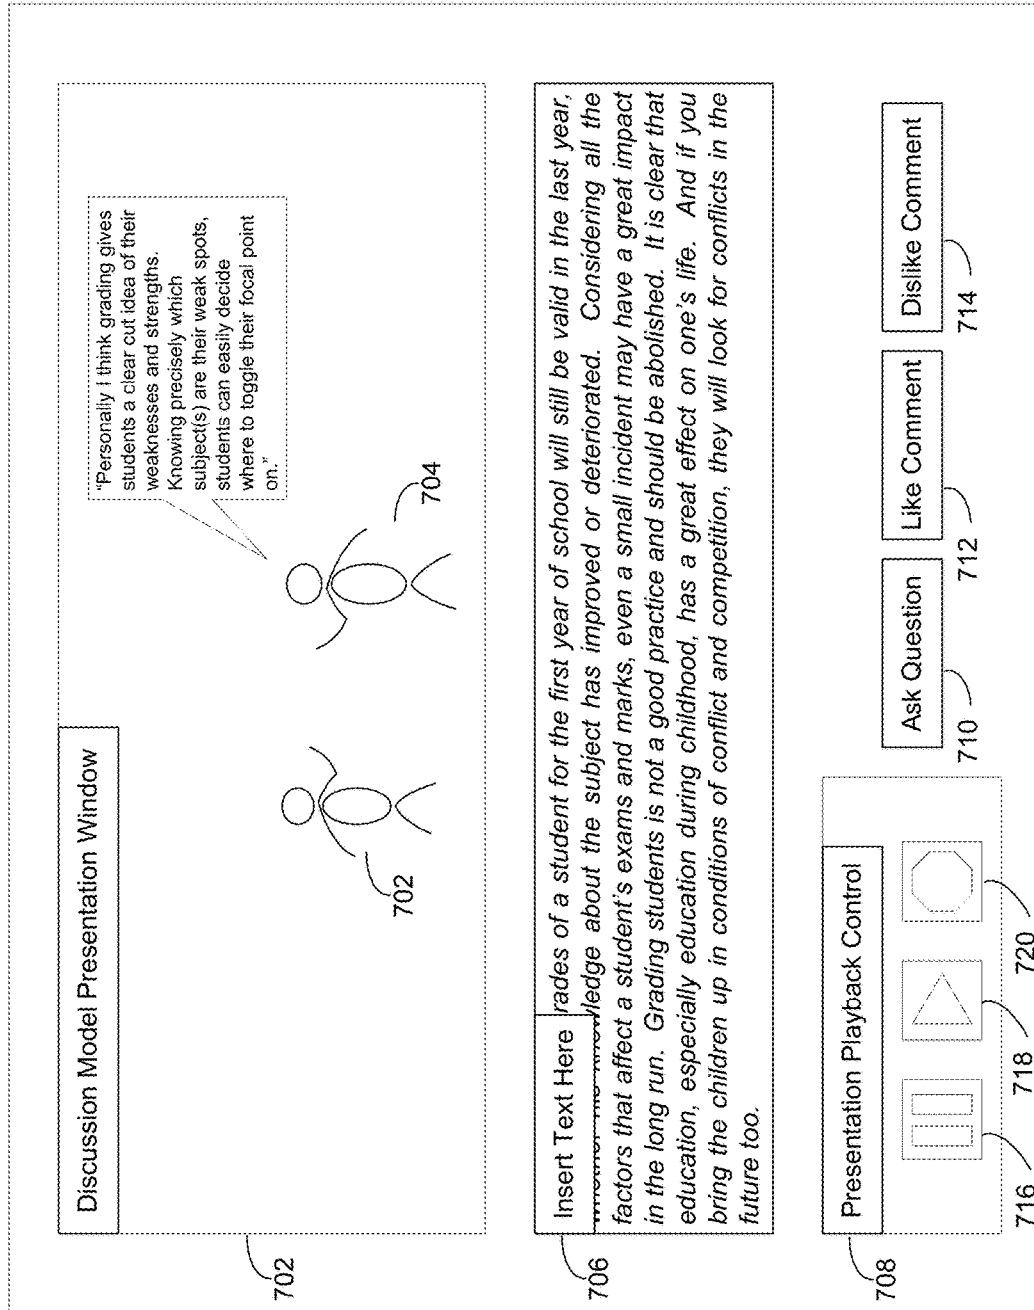 Discussion Model Presentation Window
"Personally I think grading gives
students a clear cut idea of their
weaknesses and strengths.
Knowing precisely which
subject(s) are their weak spots,
students can easily decide
where to toggle their focal point
on."
704
702
702
Insert Text Here
rades of a student for the first year of school will still be valid in the last year,
ledge about the subject has improved or deteriorated. Considering all the
factors that affect a student's exams and marks, even a small incident may have a great impact
in the long run. Grading students is not a good practice and should be abolished. It is clear that
education, especially education during childhood, has a great effect on one's life. And if you
bring the children up in conditions of conflict and competition, they will look for conflicts in the
future too.
706
Presentation Playback Control
708
716
718
720
Ask Question
710
Like Comment
712
Dislike Comment
714